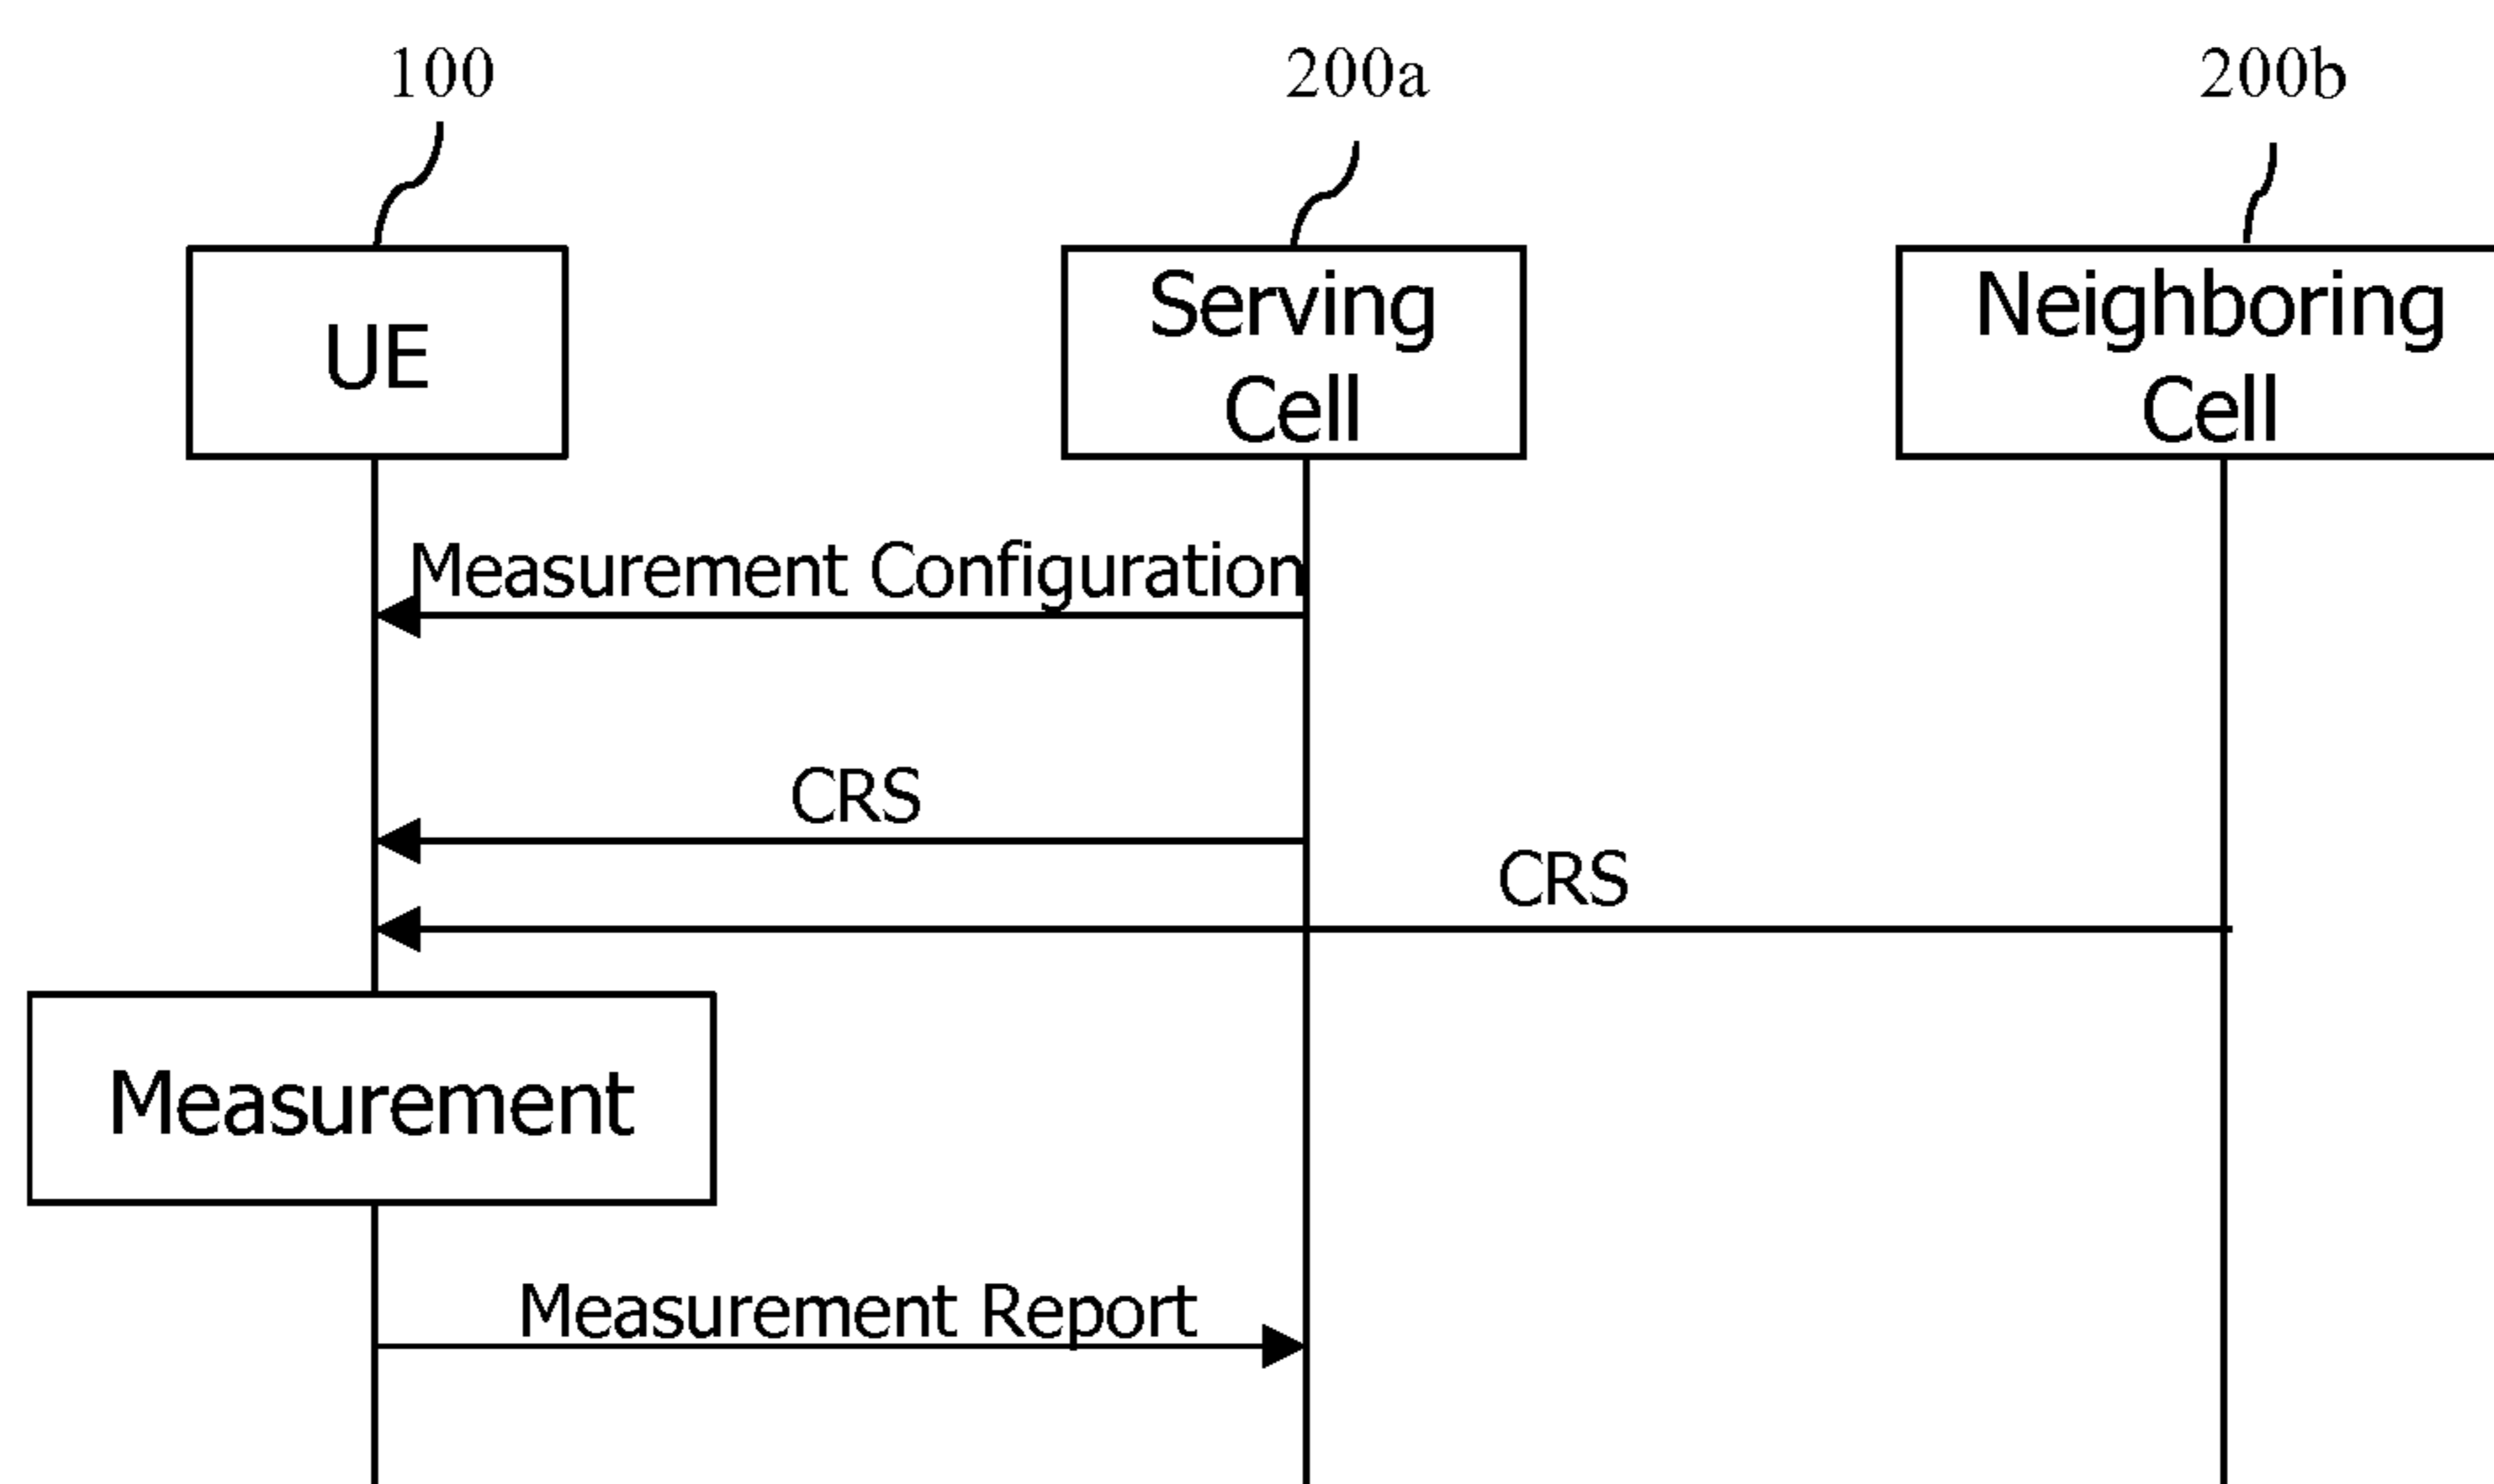 100
200a
200b
UE
Serving
Cell
Neighboring
Cell
Measurement Configuration
CRS
CRS
Measurement
Measurement Report